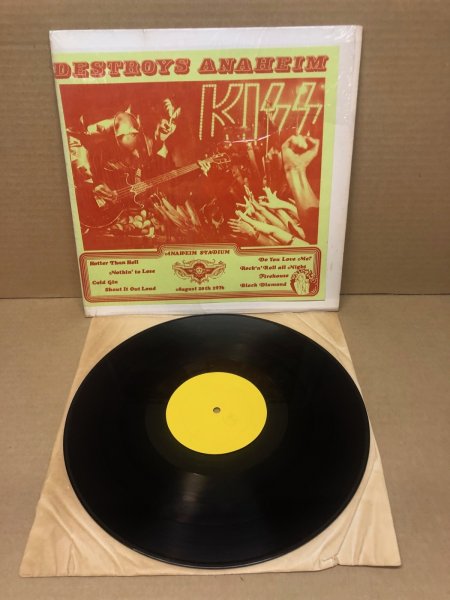 DESTROYS ANAHEIM
KISS
ANAHEIM STADIUM
Hotter Than Hell
Nothin' to Lose
Cold Gin
Shout It Out Loud
August 20th 1976
Do You Love Me?
Rock'n'Roll all Night
Firehouse
Black Diamond